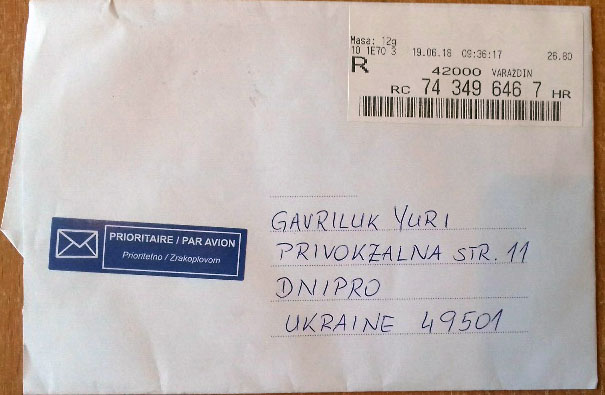 Masa: 12g
10 1E70 3 19.06.18 09:36:17 26.80
R 42000 VARAZDIN
RC 74 349 646 7 HR
PRIORITAIRE / PAR AVION
Prioritetno / Zrakoplovom
GAVRILUK YURI
PRIVOKZALNA STR. 11
DNIPRO
UKRAINE 49501